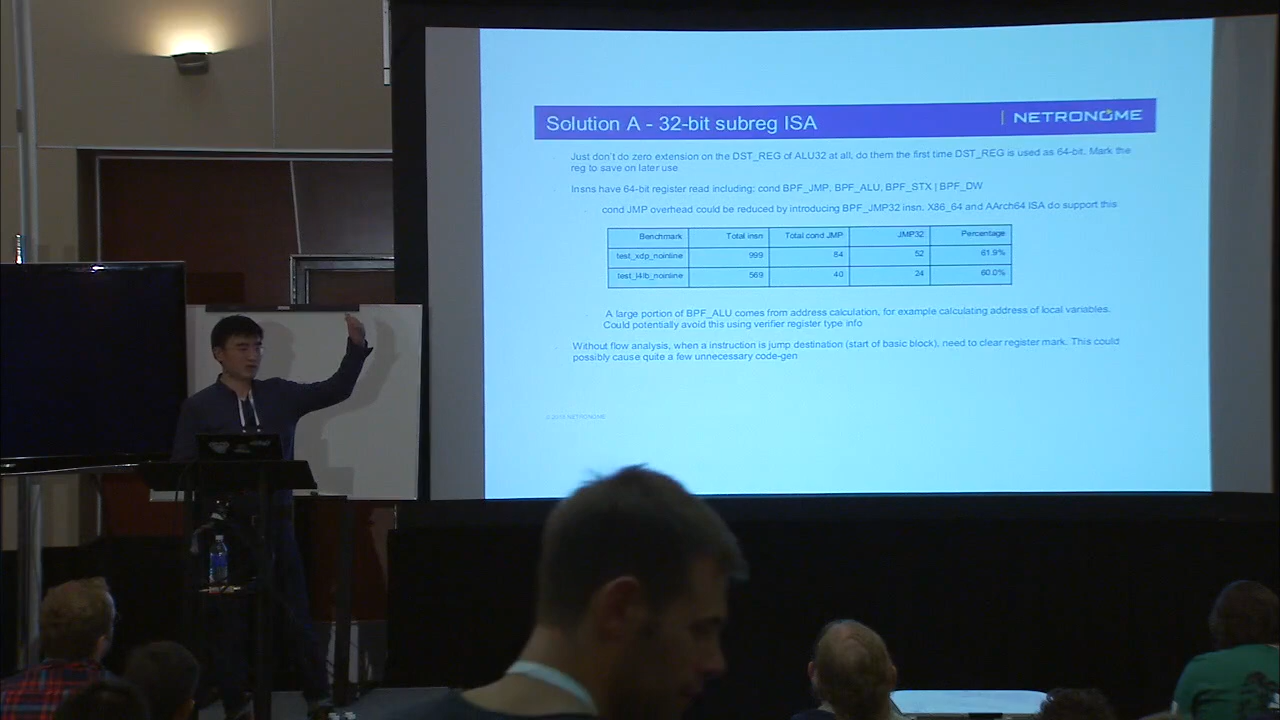 Solution A - 32-bit subreg ISA
NETRONOME
Just don't do zero extension on the DST_REG of ALU32 at all, do them the first time DST_REG is used as 64-bit. Mark the
reg to save on later use
Insns have 64-bit register read including: cond BPF_JMP, BPF_ALU, BPF_STX | BPF_DW
cond JMP overhead could be reduced by introducing BPF_JMP32 insn. X86_64 and AArch64 ISA do support this
Benchmark Total insn Total cond JMP JMP32 Percentage
test_xdp_noinline 999 84 52 61.9%
test_l4lb_noinline 569 40 24 60.0%
A large portion of BPF_ALU comes from address calculation, for example calculating address of local variables.
Could potentially avoid this using verifier register type info
Without flow analysis, when a instruction is jump destination (start of basic block), need to clear register mark. This could
possibly cause quite a few unnecessary code-gen
© 2018 NETRONOME